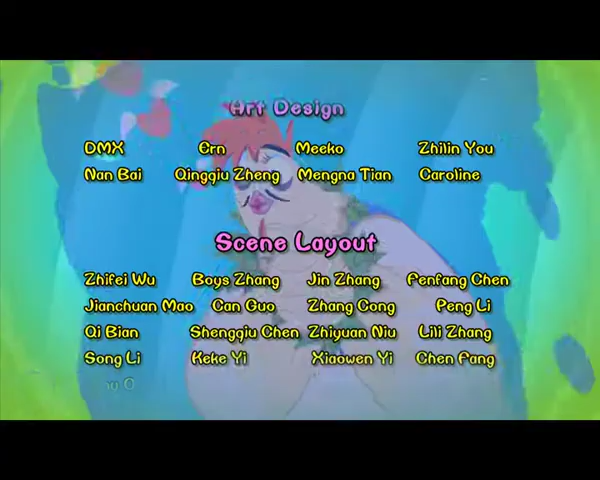 Art Design
DMX Ern Meeko Zhilin You
Nan Bai Qingqiu Zheng Mengna Tian Caroline
Scene Layout
Zhifei Wu Boys Zhang Jin Zhang Fenfang Chen
Jianchuan Mao Can Guo Zhang Cong Peng Li
Qi Bian Shengqiu Chen Zhiyuan Niu Lili Zhang
Song Li Keke Yi Xiaowen Yi Chen Fang